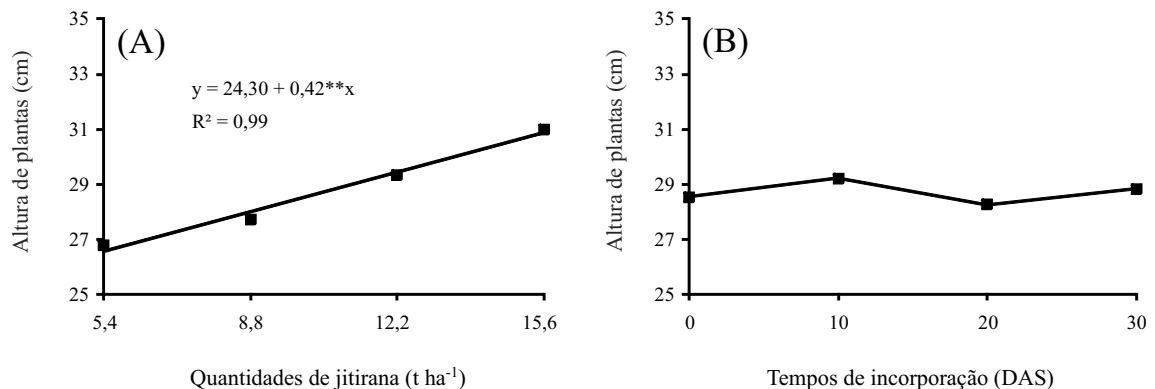 (A)
Altura de plantas (cm)
35
33
31
29
27
25
y = 24,30 + 0,42**x
R² = 0,99
5,4 8,8 12,2 15,6
Quantidades de jitirana (t ha⁻¹)
(B)
Altura de plantas (cm)
35
33
31
29
27
25
0 10 20 30
Tempos de incorporação (DAS)